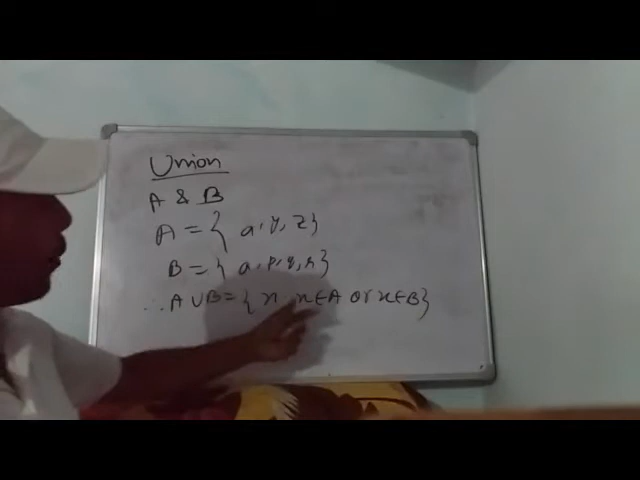 Union
A & B
A = { a, y, z }
B = { a, p, q, r }
∴ A ∪ B = { x : x ∈ A or x ∈ B }